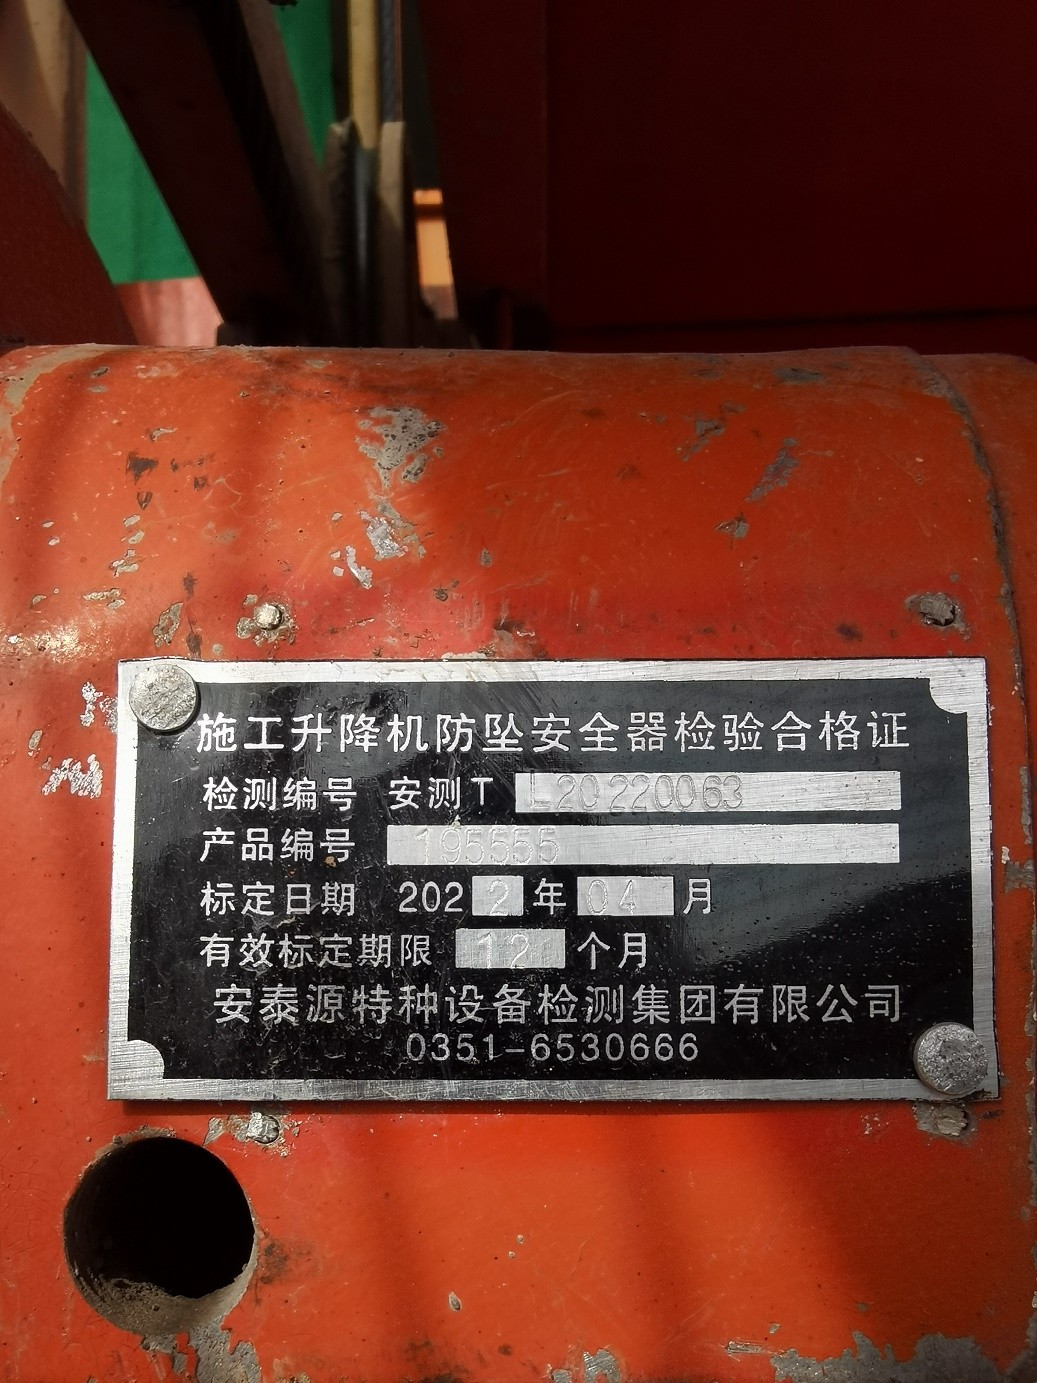 施工升降机防坠安全器检验合格证
检测编号 安测T L20220063
产品编号 195555
标定日期 2022年04月
有效标定期限 12个月
安泰源特种设备检测集团有限公司
0351-6530666